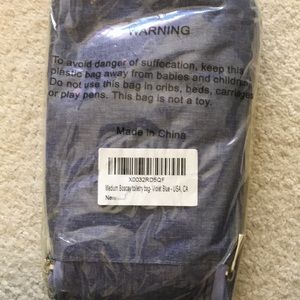 WARNING
To avoid danger of suffocation, keep this
plastic bag away from babies and children.
Do not use this bag in cribs, beds, carriages
or play pens. This bag is not a toy.
Made in China
X0032RD5QF
Medium Boacay toiletry bag- Violet Blue - USA, CA
New